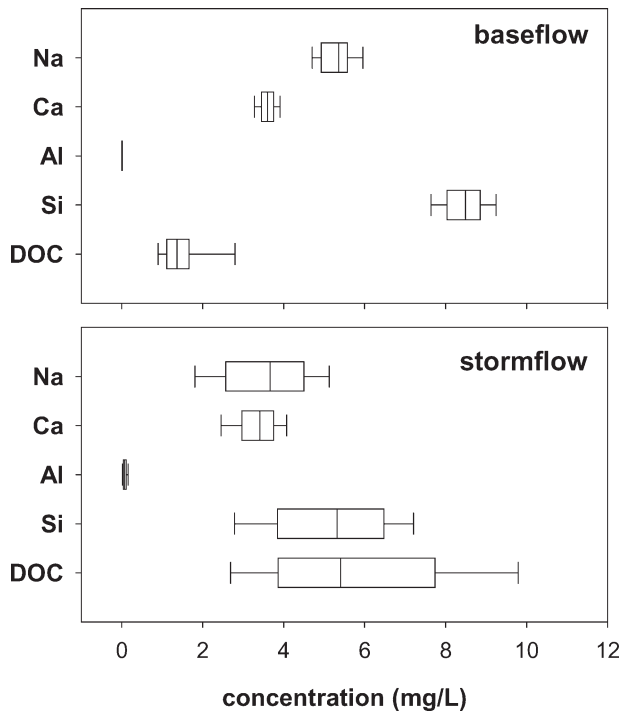 baseflow
Na
Ca
Al
Si
DOC
stormflow
Na
Ca
Al
Si
DOC
0 2 4 6 8 10 12
concentration (mg/L)